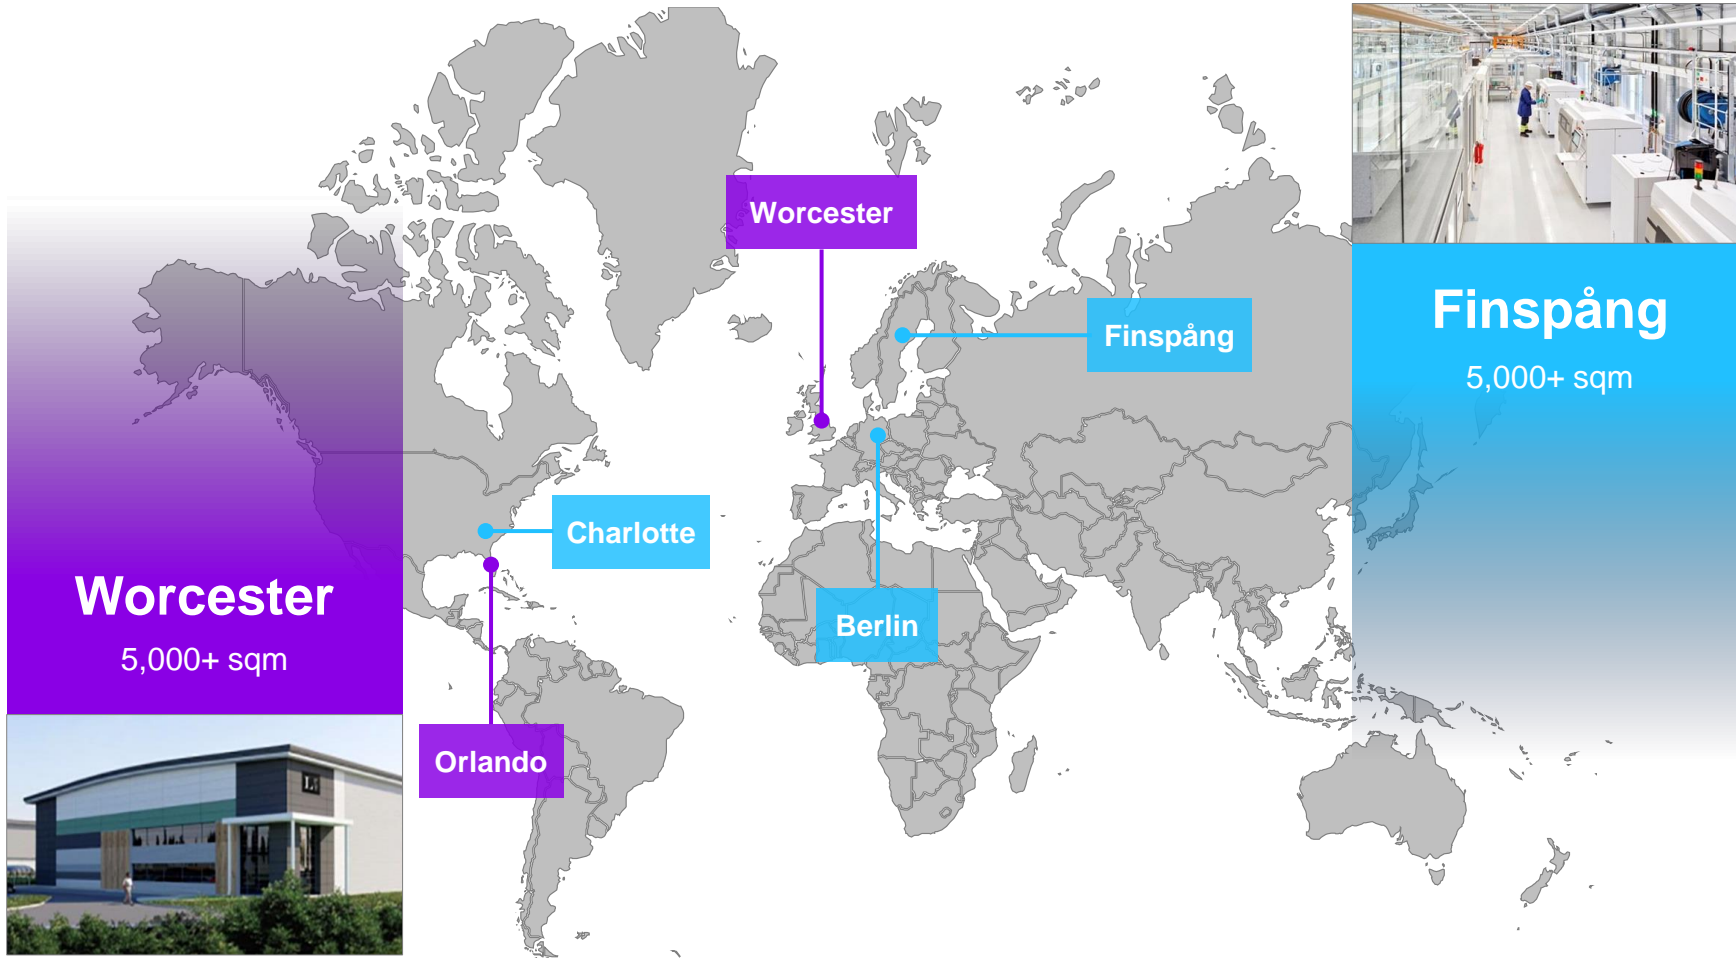 Worcester
Finspång
Finspång
5,000+ sqm
Charlotte
Worcester
5,000+ sqm
Berlin
Orlando